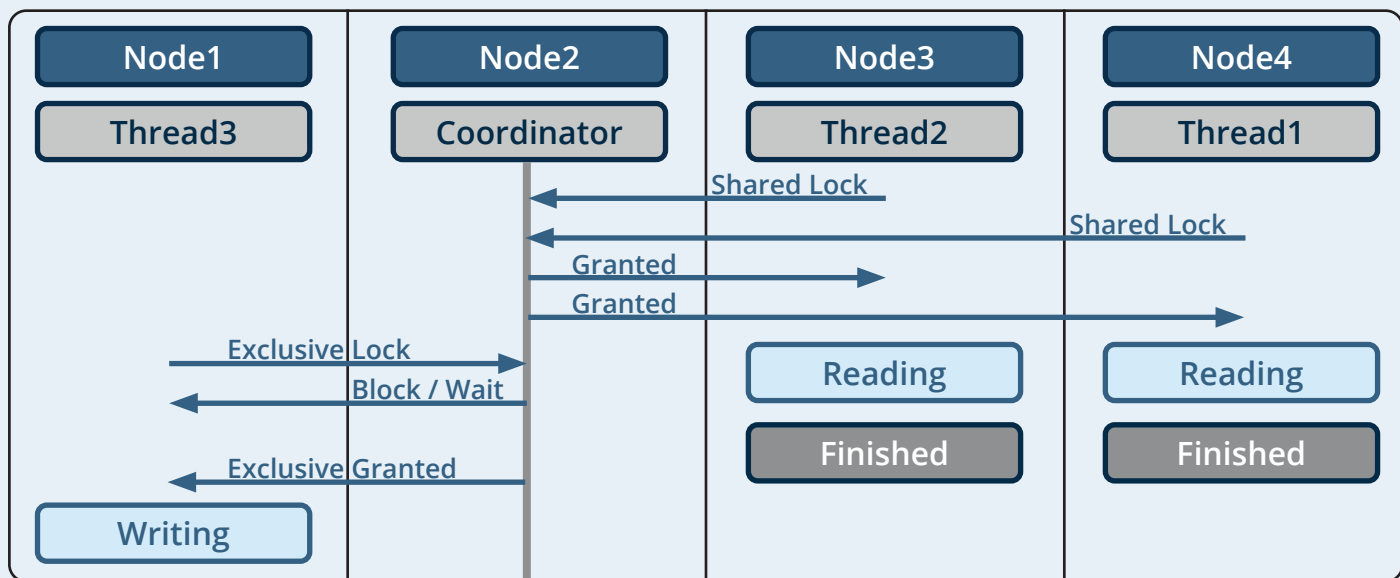 Node1
Node2
Node3
Node4
Thread3
Coordinator
Thread2
Thread1
Shared Lock
Shared Lock
Granted
Granted
Exclusive Lock
Reading
Reading
Block / Wait
Finished
Finished
Exclusive Granted
Writing